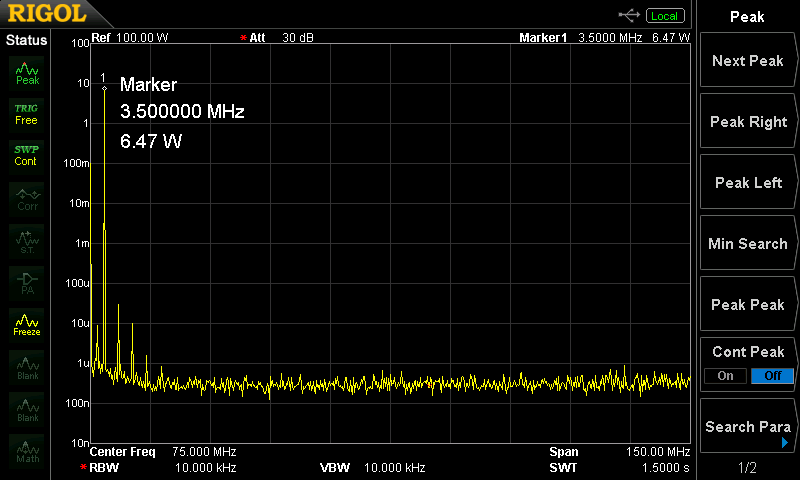 RIGOL
Local
Status
Ref 100.00 W
* Att 30 dB
Marker1 3.5000 MHz 6.47 W
Peak
TRIG
Free
SWP
Cont
Corr
S.T.
PA
Freeze
Blank
Blank
Math
100
10
1
100m
10m
1m
100u
10u
1u
100n
10n
1
Marker
3.500000 MHz
6.47 W
Center Freq 75.000 MHz
Span 150.00 MHz
* RBW 10.000 kHz
VBW 10.000 kHz
SWT 1.5000 s
Peak
Next Peak
Peak Right
Peak Left
Min Search
Peak Peak
Cont Peak
On Off
Search Para
1/2